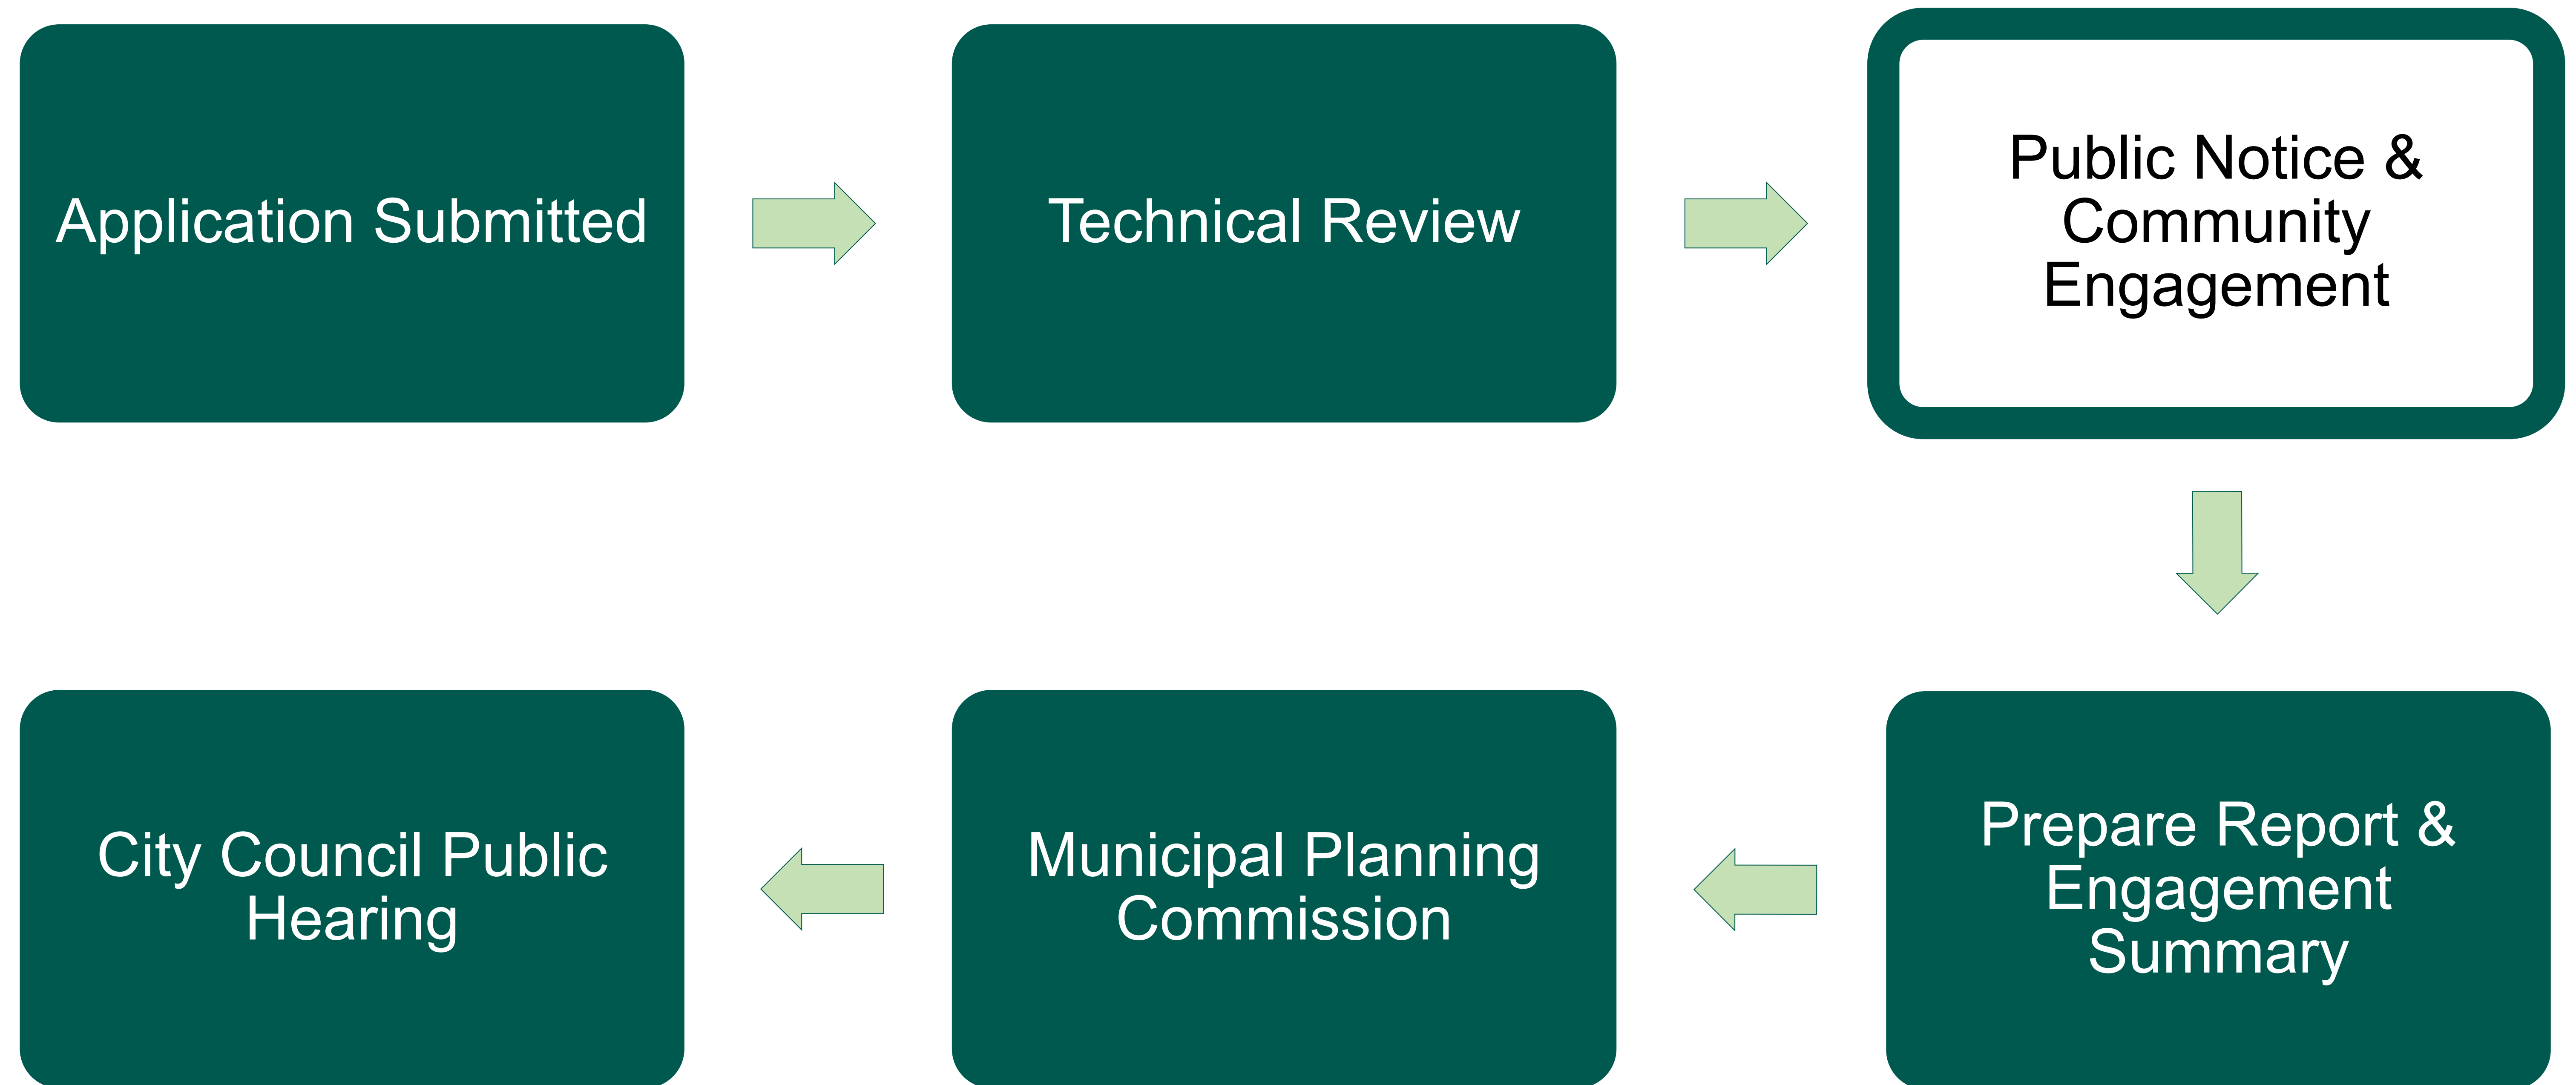 Application Submitted
Technical Review
Public Notice &
Community
Engagement
Prepare Report &
Engagement
Summary
Municipal Planning
Commission
City Council Public
Hearing